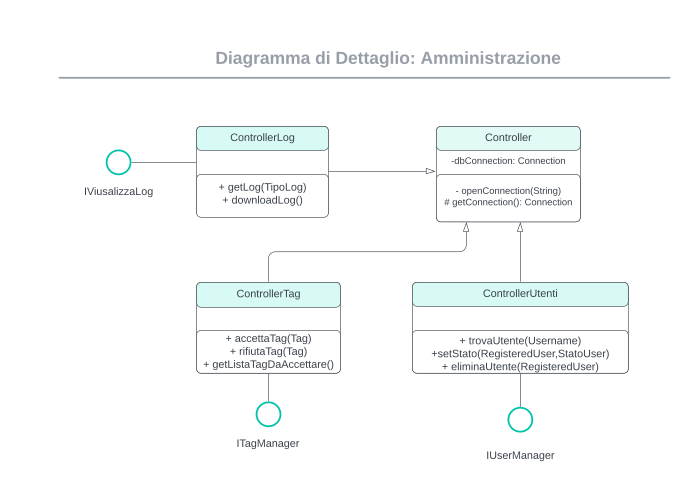 Diagramma di Dettaglio: Amministrazione
ControllerLog
+ getLog(TipoLog)
+ downloadLog()
IViusalizzaLog
Controller
-dbConnection: Connection
- openConnection(String)
# getConnection(): Connection
ControllerTag
+ accettaTag(Tag)
+ rifiutaTag(Tag)
+ getListaTagDaAccettare()
ITagManager
ControllerUtenti
+ trovaUtente(Username)
+setStato(RegisteredUser,StatoUser)
+ eliminaUtente(RegisteredUser)
IUserManager